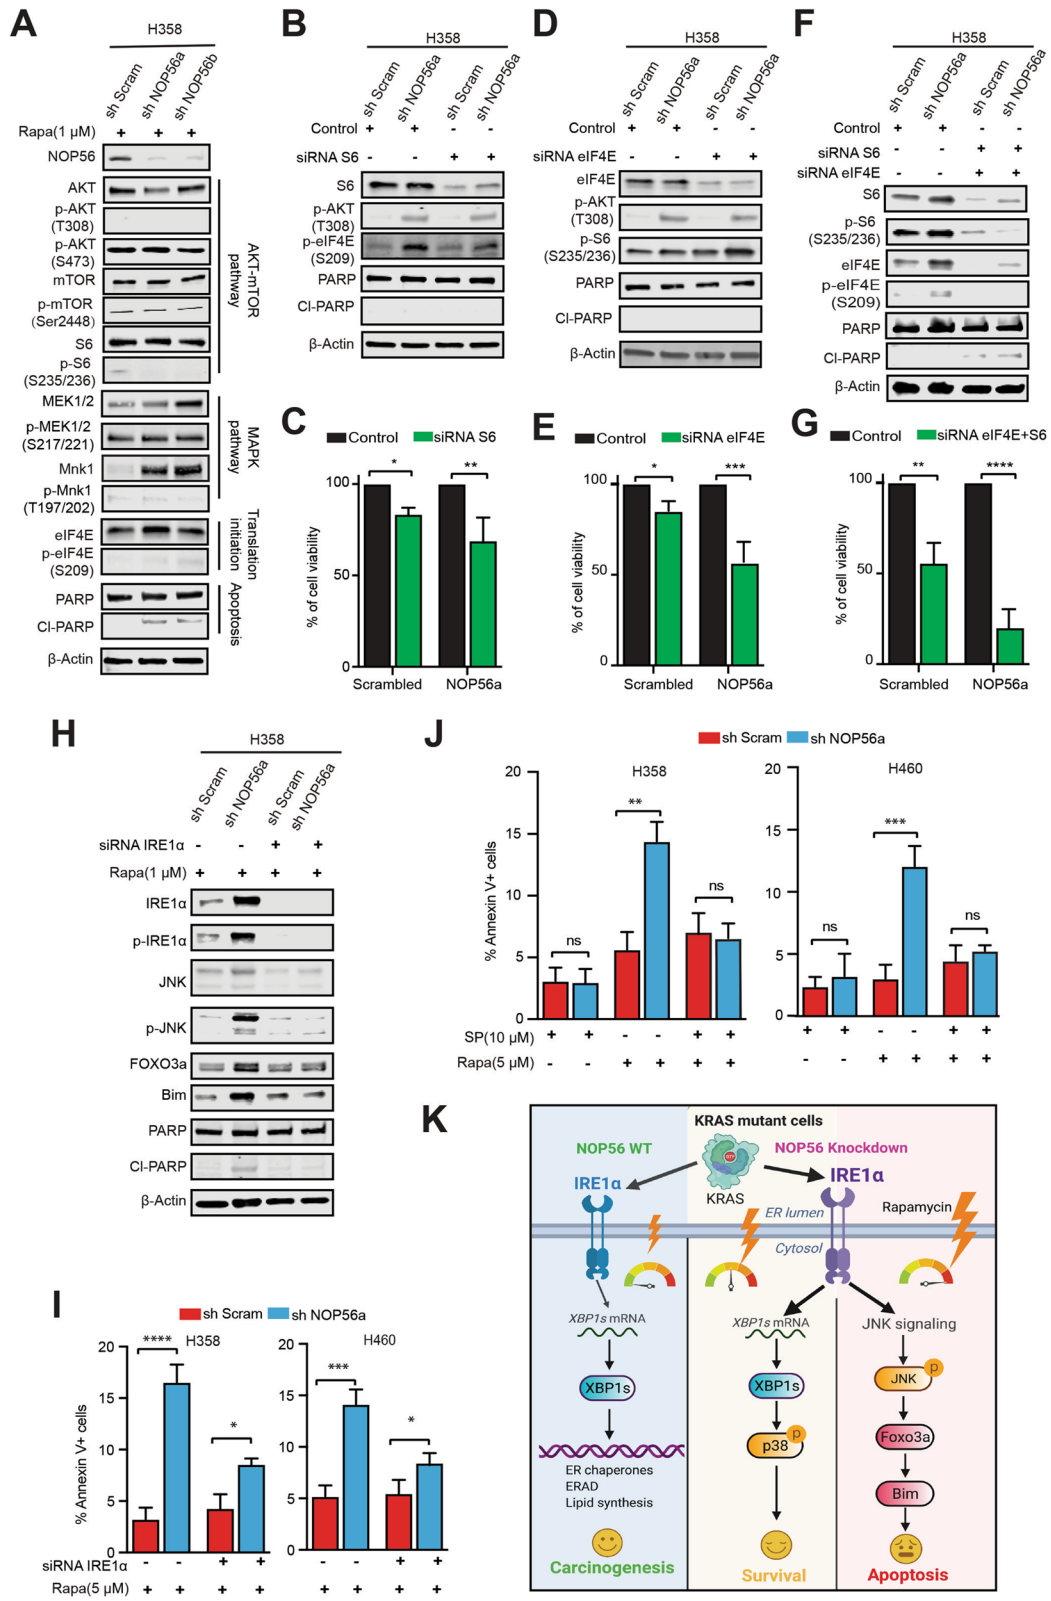 A
H358
sh Scram
sh NOP56a
sh NOP56b
Rapa(1 µM) + + +
NOP56
AKT
p-AKT
(T308)
p-AKT
(S473)
mTOR
p-mTOR
(Ser2448)
S6
p-S6
(S235/236)
MEK1/2
p-MEK1/2
(S217/221)
Mnk1
p-Mnk1
(T197/202)
eIF4E
p-eIF4E
(S209)
PARP
Cl-PARP
β-Actin
AKT-mTOR
pathway
MAPK
pathway
Translation
initiation
Apoptosis
B
H358
sh Scram
sh NOP56a
sh Scram
sh NOP56a
Control + + - -
siRNA S6 - - + +
S6
p-AKT
(T308)
p-eIF4E
(S209)
PARP
Cl-PARP
β-Actin
C
Control siRNA S6
% of cell viability
100
50
0
* **
Scrambled NOP56a
D
H358
sh Scram
sh NOP56a
sh Scram
sh NOP56a
Control + + - -
siRNA eIF4E - - + +
eIF4E
p-AKT
(T308)
p-S6
(S235/236)
PARP
Cl-PARP
β-Actin
E
Control siRNA eIF4E
% of cell viability
100
50
0
* ***
Scrambled NOP56a
F
H358
sh Scram
sh NOP56a
sh Scram
sh NOP56a
Control + + - -
siRNA S6 - - + +
siRNA eIF4E - - + +
S6
p-S6
(S235/236)
eIF4E
p-eIF4E
(S209)
PARP
Cl-PARP
β-Actin
G
Control siRNA eIF4E+S6
% of cell viability
100
50
0
** ****
Scrambled NOP56a
H
H358
sh Scram
sh NOP56a
sh Scram
sh NOP56a
siRNA IRE1α - - + +
Rapa(1 µM) + + + +
IRE1α
p-IRE1α
JNK
p-JNK
FOXO3a
Bim
PARP
Cl-PARP
β-Actin
I
sh Scram sh NOP56a
H358
% Annexin V+ cells
20
15
10
5
0
**** *
siRNA IRE1α - - + +
Rapa(5 µM) + + + +
H460
20
15
10
5
0
*** *
- - + +
+ + + +
J
sh Scram sh NOP56a
H358
% Annexin V+ cells
20
15
10
5
0
ns ** ns
SP(10 µM) + + - - + +
Rapa(5 µM) - - + + + +
H460
20
15
10
5
0
ns *** ns
+ + - - + +
- - + + + +
K
KRAS mutant cells
NOP56 WT
NOP56 Knockdown
GTP
KRAS
IRE1α
IRE1α
Rapamycin
ER lumen
Cytosol
XBP1s mRNA
XBP1s
ER chaperones
ERAD
Lipid synthesis
Carcinogenesis
XBP1s mRNA
XBP1s
p
p38
Survival
JNK signaling
p
JNK
Foxo3a
Bim
Apoptosis